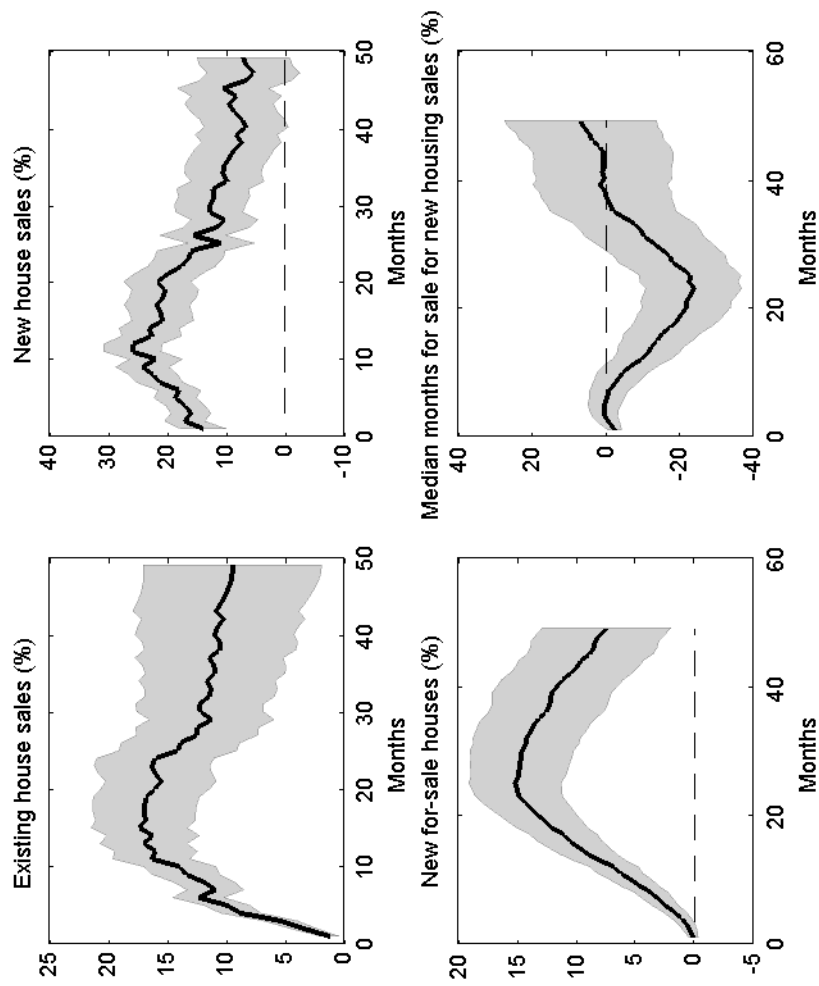 Existing house sales (%)
25
20
15
10
5
0
0 10 20 30 40 50
Months
New house sales (%)
40
30
20
10
0
-10
0 10 20 30 40 50
Months
New for-sale houses (%)
20
15
10
5
0
-5
0 20 40 60
Months
Median months for sale for new housing sales (%)
40
20
0
-20
-40
0 20 40 60
Months